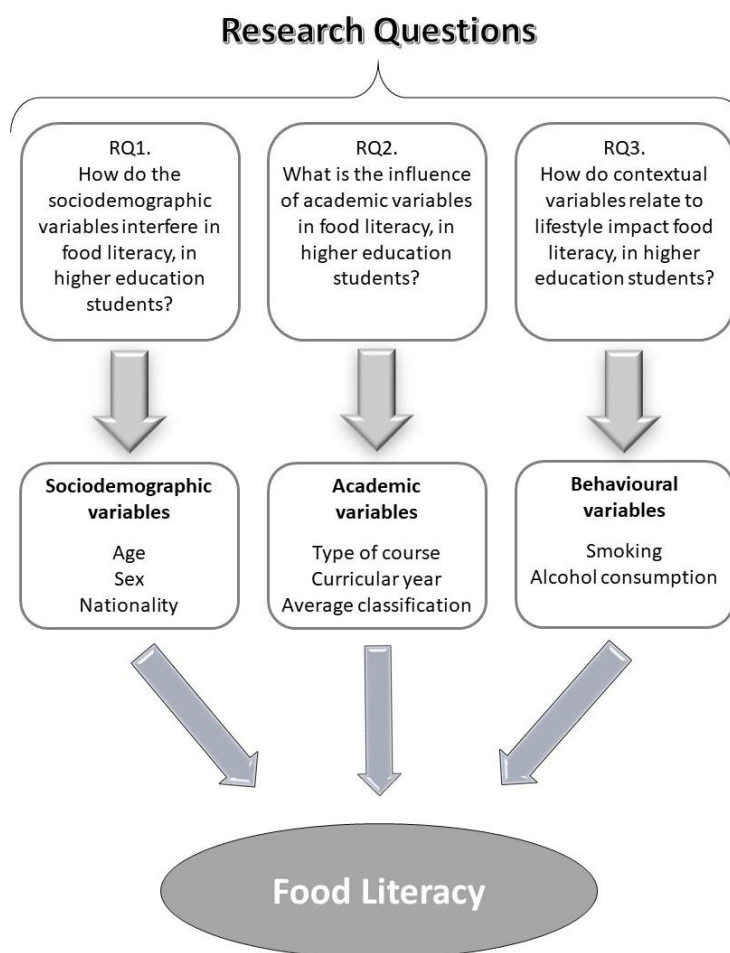 Research Questions
RQ1.
How do the
sociodemographic
variables interfere in
food literacy, in
higher education
students?
RQ2.
What is the influence
of academic variables
in food literacy, in
higher education
students?
RQ3.
How do contextual
variables relate to
lifestyle impact food
literacy, in higher
education students?
Sociodemographic
variables
Age
Sex
Nationality
Academic
variables
Type of course
Curricular year
Average classification
Behavioural
variables
Smoking
Alcohol consumption
Food Literacy